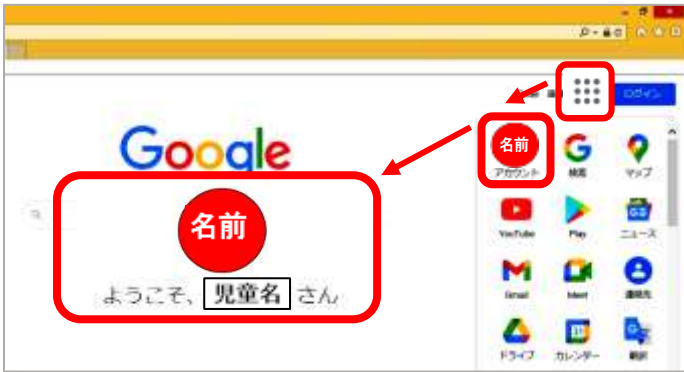 ログイン
Google
名前
アカウント
検索
マップ
YouTube
Play
ニュース
Gmail
Meet
連絡先
ドライブ
カレンダー
翻訳
名前
ようこそ、 児童名 さん